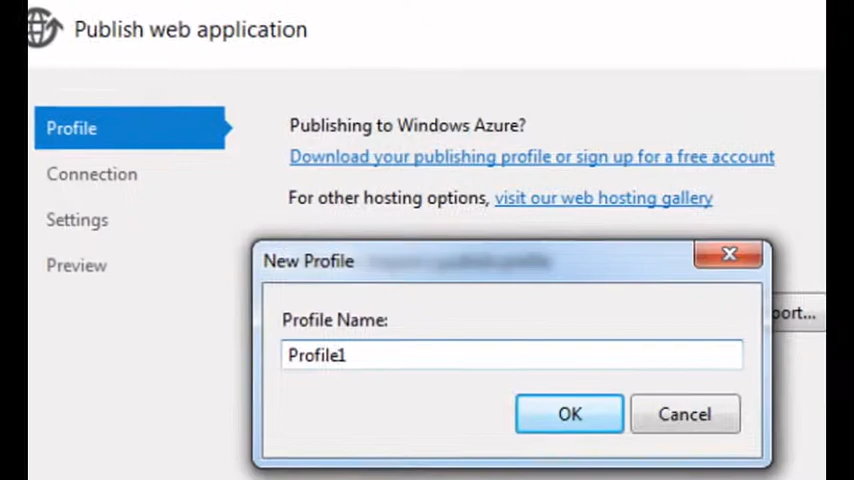 Publish web application
Profile
Connection
Settings
Preview
Publishing to Windows Azure?
Download your publishing profile or sign up for a free account
For other hosting options, visit our web hosting gallery
New Profile
Profile Name:
Profile1
OK
Cancel